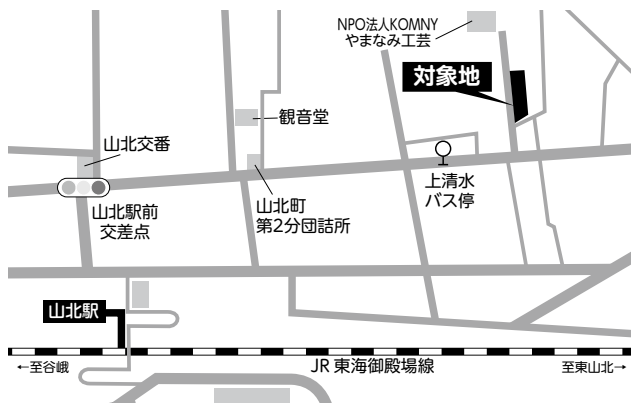 NPO法人KOMNY
やまなみ工芸
対象地
観音堂
山北交番
上清水
バス停
山北町
第2分団詰所
山北駅前
交差点
山北駅
JR東海御殿場線
←至谷峨
至東山北→